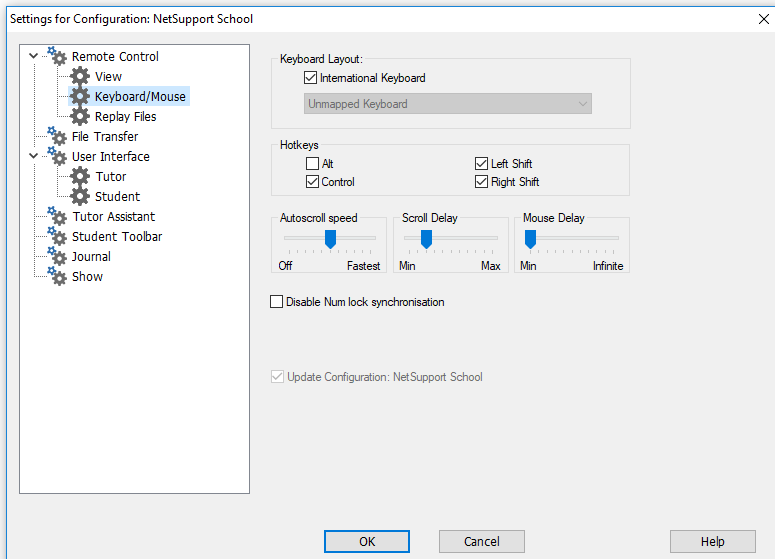 Settings for Configuration: NetSupport School
Remote Control
View
Keyboard/Mouse
Replay Files
File Transfer
User Interface
Tutor
Student
Tutor Assistant
Student Toolbar
Journal
Show
Keyboard Layout:
International Keyboard
Unmapped Keyboard
Hotkeys
Alt
Left Shift
Control
Right Shift
Autoscroll speed
Off Fastest
Scroll Delay
Min Max
Mouse Delay
Min Infinite
Disable Num lock synchronisation
Update Configuration: NetSupport School
OK
Cancel
Help